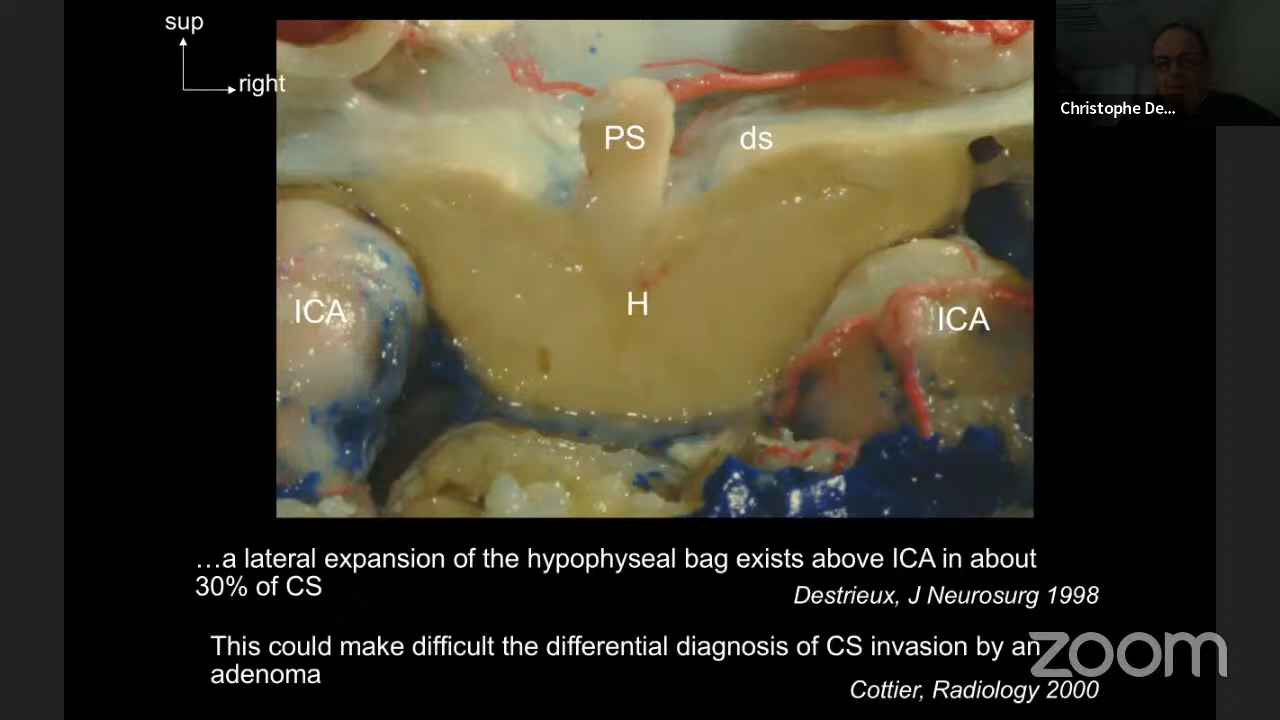 sup
right
Christophe De...
PS
ds
ICA
H
ICA
…a lateral expansion of the hypophyseal bag exists above ICA in about
30% of CS
Destrieux, J Neurosurg 1998
This could make difficult the differential diagnosis of CS invasion by an
adenoma
zoom
Cottier, Radiology 2000